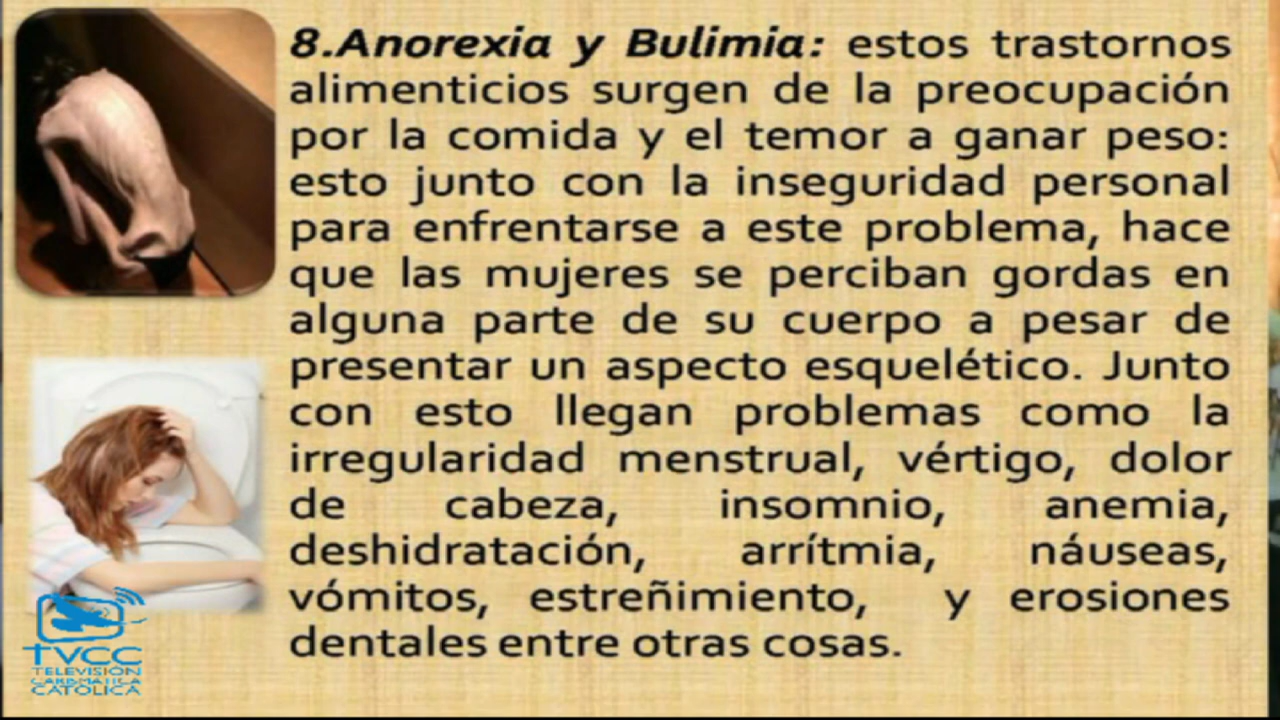 8.Anorexia y Bulimia: estos trastornos
alimenticios surgen de la preocupación
por la comida y el temor a ganar peso:
esto junto con la inseguridad personal
para enfrentarse a este problema, hace
que las mujeres se perciban gordas en
alguna parte de su cuerpo a pesar de
presentar un aspecto esquelético. Junto
con esto llegan problemas como la
irregularidad menstrual, vértigo, dolor
de cabeza, insomnio, anemia,
deshidratación, arrítmia, náuseas,
vómitos, estreñimiento, y erosiones
dentales entre otras cosas.
TVCC
TELEVISIÓN
CARISMÁTICA
CATÓLICA